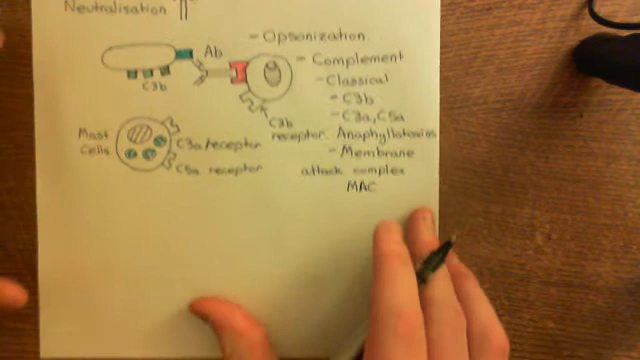 Neutralisation
- Opsonization
Ab
- Complement
- Classical
C3b
- C3b
- C3a, C5a
C3b
receptor
Anaphylatoxins
Mast
Cells
C3a receptor
- Membrane
C5a receptor
attack complex
MAC